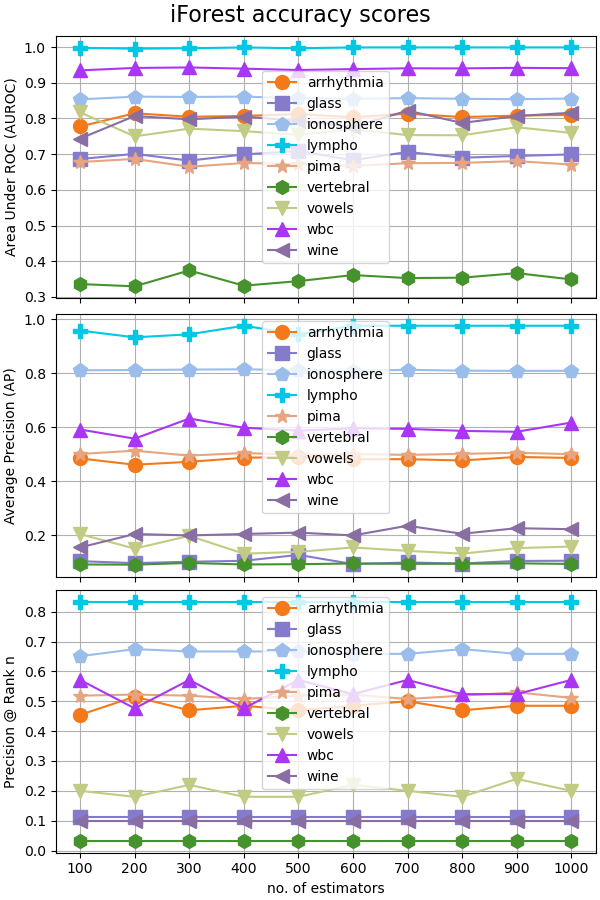 iForest accuracy scores
Area Under ROC (AUROC)
1.0
0.9
0.8
0.7
0.6
0.5
0.4
0.3
arrhythmia
glass
ionosphere
lympho
pima
vertebral
vowels
wbc
wine
Average Precision (AP)
1.0
0.8
0.6
0.4
0.2
arrhythmia
glass
ionosphere
lympho
pima
vertebral
vowels
wbc
wine
Precision @ Rank n
0.8
0.7
0.6
0.5
0.4
0.3
0.2
0.1
0.0
arrhythmia
glass
ionosphere
lympho
pima
vertebral
vowels
wbc
wine
100 200 300 400 500 600 700 800 900 1000
no. of estimators